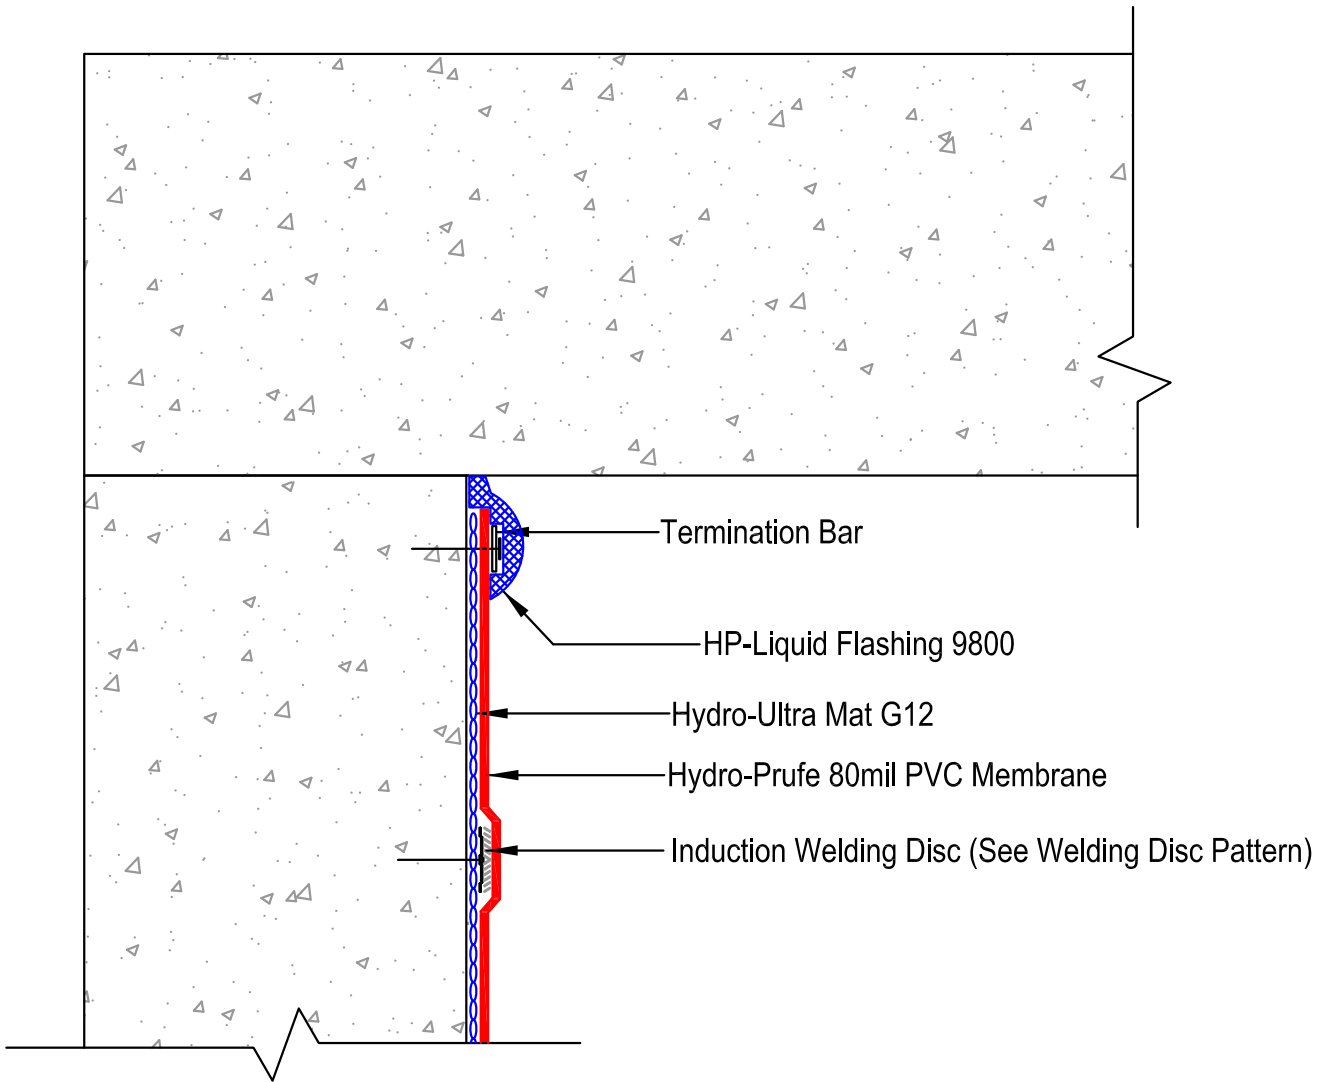 Termination Bar
HP-Liquid Flashing 9800
Hydro-Ultra Mat G12
Hydro-Prufe 80mil PVC Membrane
Induction Welding Disc (See Welding Disc Pattern)